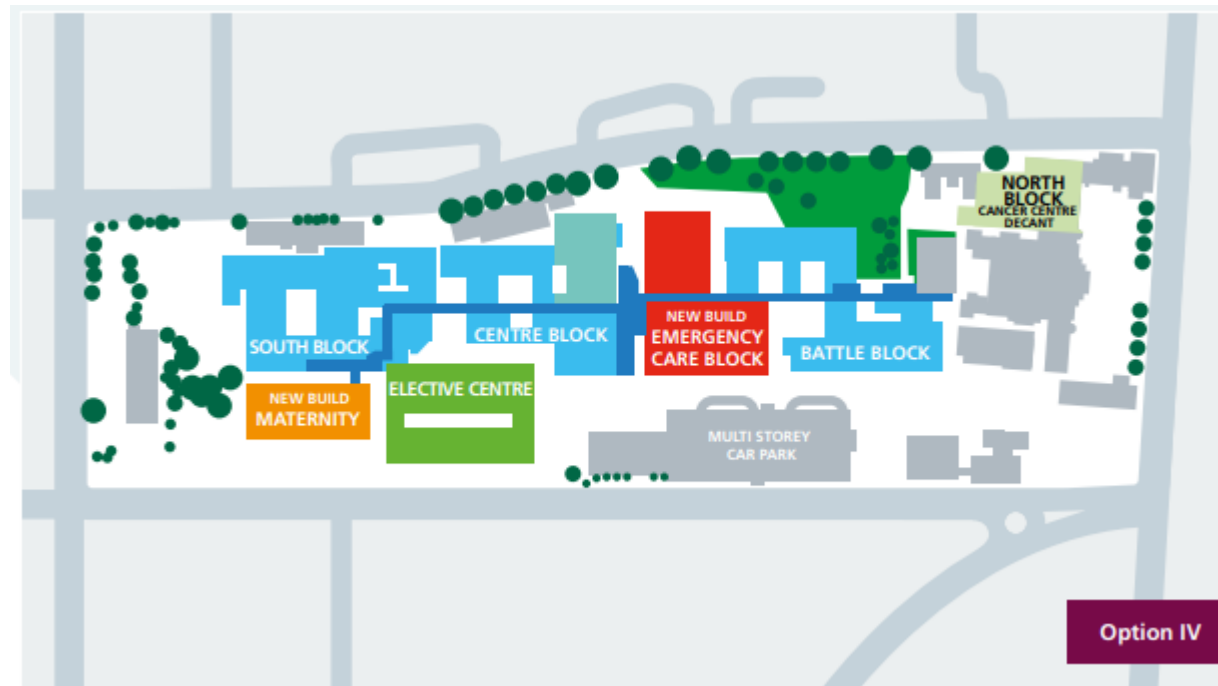 NORTH
BLOCK
CANCER CENTRE
DECANT
SOUTH BLOCK
CENTRE BLOCK
NEW BUILD
EMERGENCY
CARE BLOCK
BATTLE BLOCK
NEW BUILD
MATERNITY
ELECTIVE CENTRE
MULTI STOREY
CAR PARK
Option IV